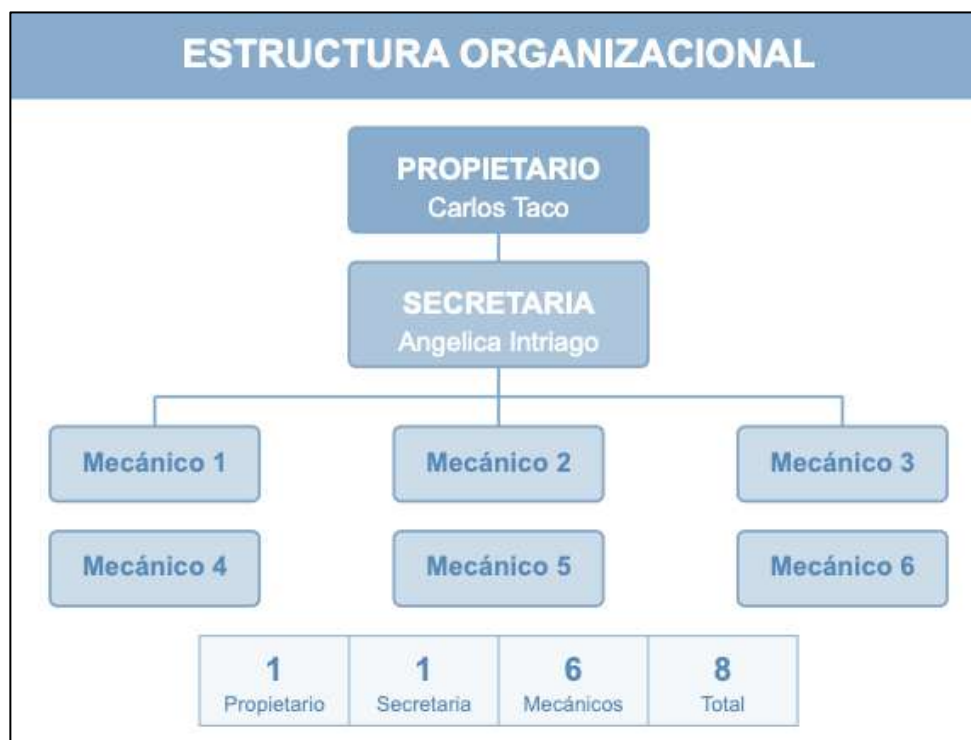 ESTRUCTURA ORGANIZACIONAL
PROPIETARIO
Carlos Taco
SECRETARIA
Angelica Intriago
Mecánico 1
Mecánico 2
Mecánico 3
Mecánico 4
Mecánico 5
Mecánico 6
1
Propietario
1
Secretaria
6
Mecánicos
8
Total